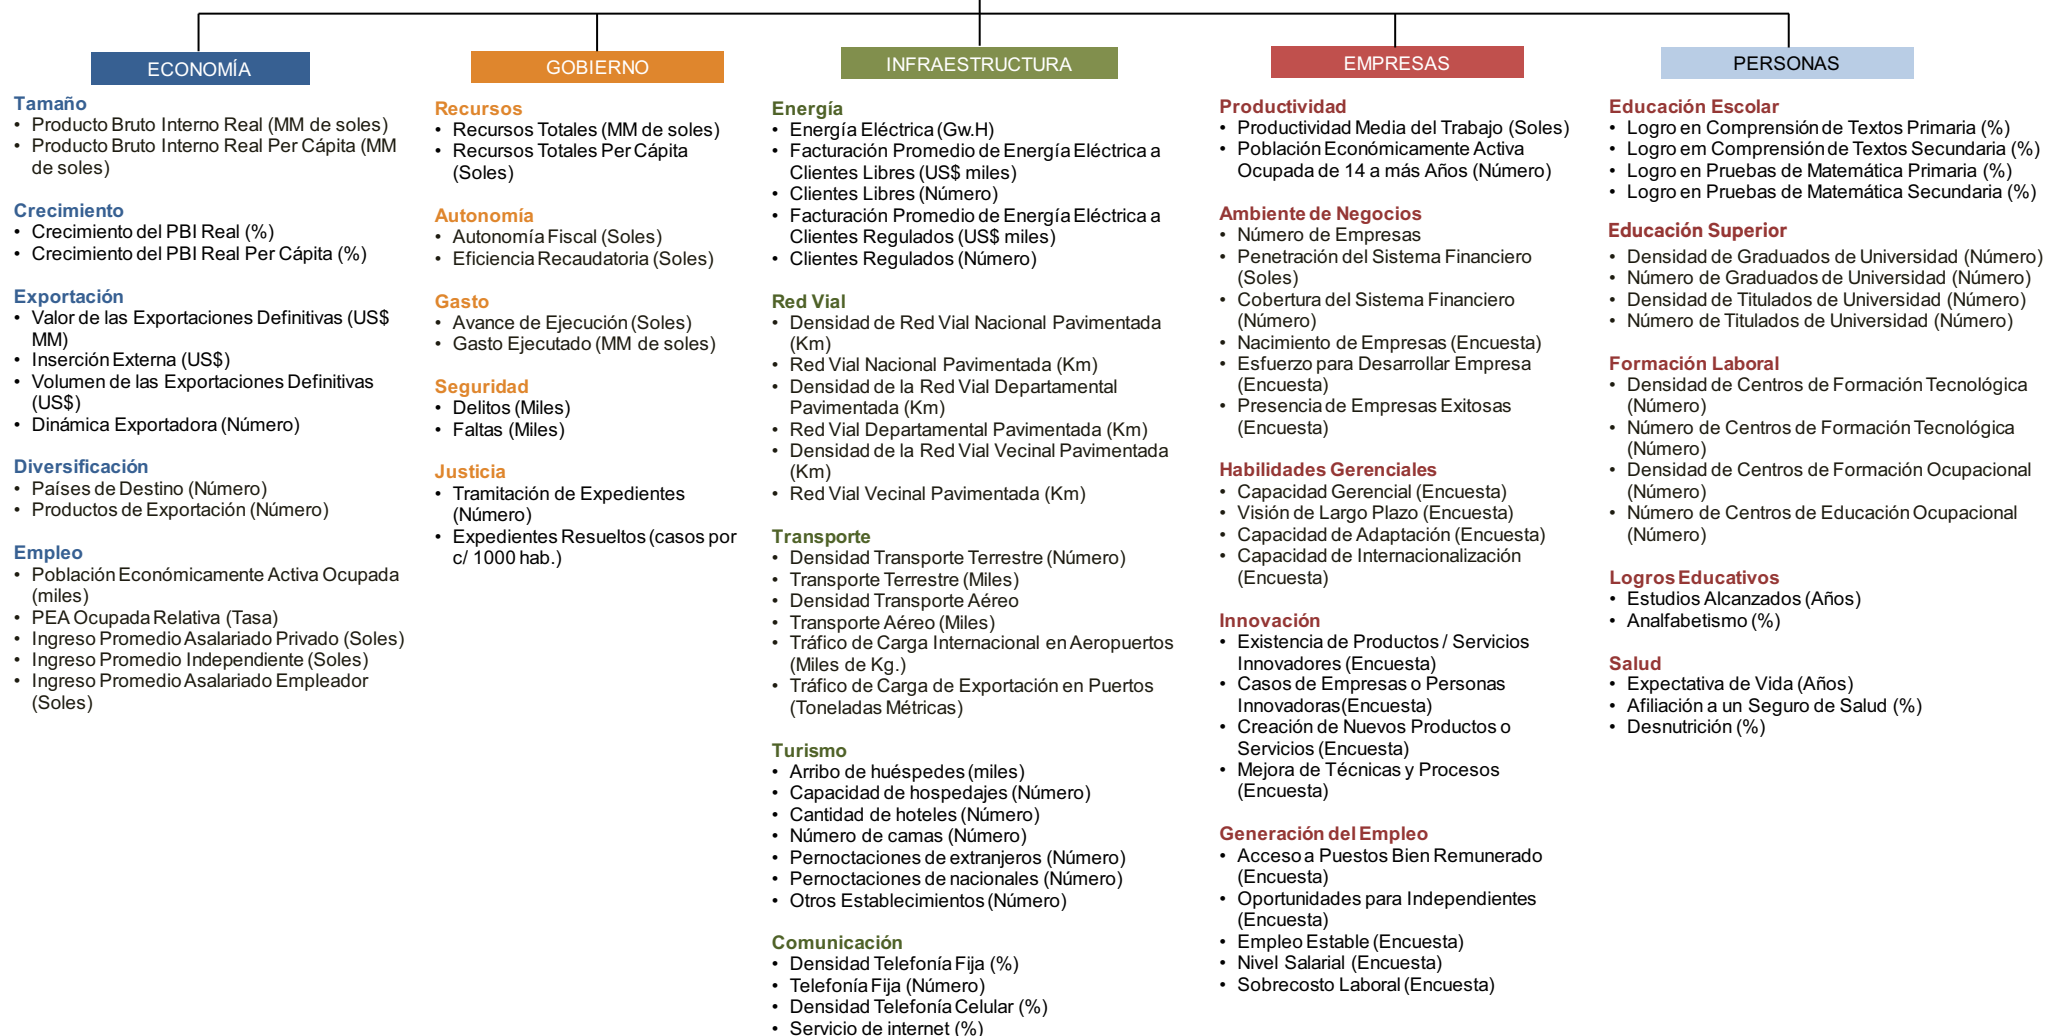 ECONOMÍA
Tamaño
• Producto Bruto Interno Real (MM de soles)
• Producto Bruto Interno Real Per Cápita (MM
de soles)
Crecimiento
• Crecimiento del PBI Real (%)
• Crecimiento del PBI Real Per Cápita (%)
Exportación
• Valor de las Exportaciones Definitivas (US$
MM)
• Inserción Externa (US$)
• Volumen de las Exportaciones Definitivas
(US$)
• Dinámica Exportadora (Número)
Diversificación
• Países de Destino (Número)
• Productos de Exportación (Número)
Empleo
• Población Económicamente Activa Ocupada
(miles)
• PEA Ocupada Relativa (Tasa)
• Ingreso Promedio Asalariado Privado (Soles)
• Ingreso Promedio Independiente (Soles)
• Ingreso Promedio Asalariado Empleador
(Soles)
GOBIERNO
Recursos
• Recursos Totales (MM de soles)
• Recursos Totales Per Cápita
(Soles)
Autonomía
• Autonomía Fiscal (Soles)
• Eficiencia Recaudatoria (Soles)
Gasto
• Avance de Ejecución (Soles)
• Gasto Ejecutado (MM de soles)
Seguridad
• Delitos (Miles)
• Faltas (Miles)
Justicia
• Tramitación de Expedientes
(Número)
• Expedientes Resueltos (casos por
c/ 1000 hab.)
INFRAESTRUCTURA
Energía
• Energía Eléctrica (Gw.H)
• Facturación Promedio de Energía Eléctrica a
Clientes Libres (US$ miles)
• Clientes Libres (Número)
• Facturación Promedio de Energía Eléctrica a
Clientes Regulados (US$ miles)
• Clientes Regulados (Número)
Red Vial
• Densidad de Red Vial Nacional Pavimentada
(Km)
• Red Vial Nacional Pavimentada (Km)
• Densidad de la Red Vial Departamental
Pavimentada (Km)
• Red Vial Departamental Pavimentada (Km)
• Densidad de la Red Vial Vecinal Pavimentada
(Km)
• Red Vial Vecinal Pavimentada (Km)
Transporte
• Densidad Transporte Terrestre (Número)
• Transporte Terrestre (Miles)
• Densidad Transporte Aéreo
• Transporte Aéreo (Miles)
• Tráfico de Carga Internacional en Aeropuertos
(Miles de Kg.)
• Tráfico de Carga de Exportación en Puertos
(Toneladas Métricas)
Turismo
• Arribo de huéspedes (miles)
• Capacidad de hospedajes (Número)
• Cantidad de hoteles (Número)
• Número de camas (Número)
• Pernoctaciones de extranjeros (Número)
• Pernoctaciones de nacionales (Número)
• Otros Establecimientos (Número)
Comunicación
• Densidad Telefonía Fija (%)
• Telefonía Fija (Número)
• Densidad Telefonía Celular (%)
• Servicio de internet (%)
EMPRESAS
Productividad
• Productividad Media del Trabajo (Soles)
• Población Económicamente Activa
Ocupada de 14 a más Años (Número)
Ambiente de Negocios
• Número de Empresas
• Penetración del Sistema Financiero
(Soles)
• Cobertura del Sistema Financiero
(Número)
• Nacimiento de Empresas (Encuesta)
• Esfuerzo para Desarrollar Empresa
(Encuesta)
• Presencia de Empresas Exitosas
(Encuesta)
Habilidades Gerenciales
• Capacidad Gerencial (Encuesta)
• Visión de Largo Plazo (Encuesta)
• Capacidad de Adaptación (Encuesta)
• Capacidad de Internacionalización
(Encuesta)
Innovación
• Existencia de Productos / Servicios
Innovadores (Encuesta)
• Casos de Empresas o Personas
Innovadoras(Encuesta)
• Creación de Nuevos Productos o
Servicios (Encuesta)
• Mejora de Técnicas y Procesos
(Encuesta)
Generación del Empleo
• Acceso a Puestos Bien Remunerado
(Encuesta)
• Oportunidades para Independientes
(Encuesta)
• Empleo Estable (Encuesta)
• Nivel Salarial (Encuesta)
• Sobrecosto Laboral (Encuesta)
PERSONAS
Educación Escolar
• Logro en Comprensión de Textos Primaria (%)
• Logro em Comprensión de Textos Secundaria (%)
• Logro en Pruebas de Matemática Primaria (%)
• Logro en Pruebas de Matemática Secundaria (%)
Educación Superior
• Densidad de Graduados de Universidad (Número)
• Número de Graduados de Universidad (Número)
• Densidad de Titulados de Universidad (Número)
• Número de Titulados de Universidad (Número)
Formación Laboral
• Densidad de Centros de Formación Tecnológica
(Número)
• Número de Centros de Formación Tecnológica
(Número)
• Densidad de Centros de Formación Ocupacional
(Número)
• Número de Centros de Educación Ocupacional
(Número)
Logros Educativos
• Estudios Alcanzados (Años)
• Analfabetismo (%)
Salud
• Expectativa de Vida (Años)
• Afiliación a un Seguro de Salud (%)
• Desnutrición (%)